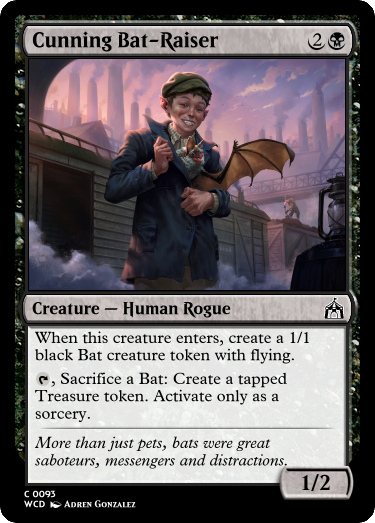 Cunning Bat-Raiser 2
Creature — Human Rogue
When this creature enters, create a 1/1
black Bat creature token with flying.
, Sacrifice a Bat: Create a tapped
Treasure token. Activate only as a
sorcery.
More than just pets, bats were great
saboteurs, messengers and distractions.
1/2
C 0093
WCD Adren Gonzalez